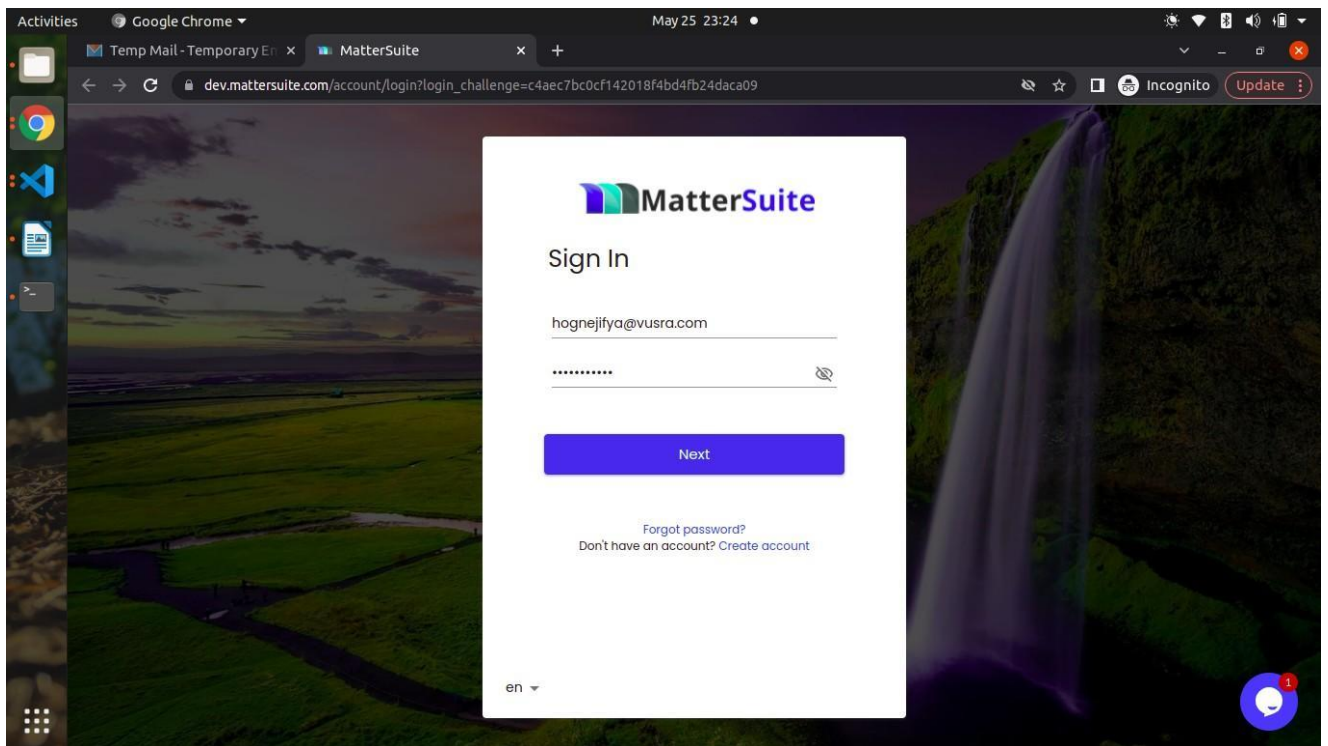 Activities Google Chrome May 25 23:24
Temp Mail - Temporary Em MatterSuite
dev.mattersuite.com/account/login?login_challenge=c4aec7bc0cf142018f4bd4fb24daca09 Incognito Update
MatterSuite
Sign In
hognejifya@vusra.com
•••••••••••
Next
Forgot password?
Don't have an account? Create account
en
1